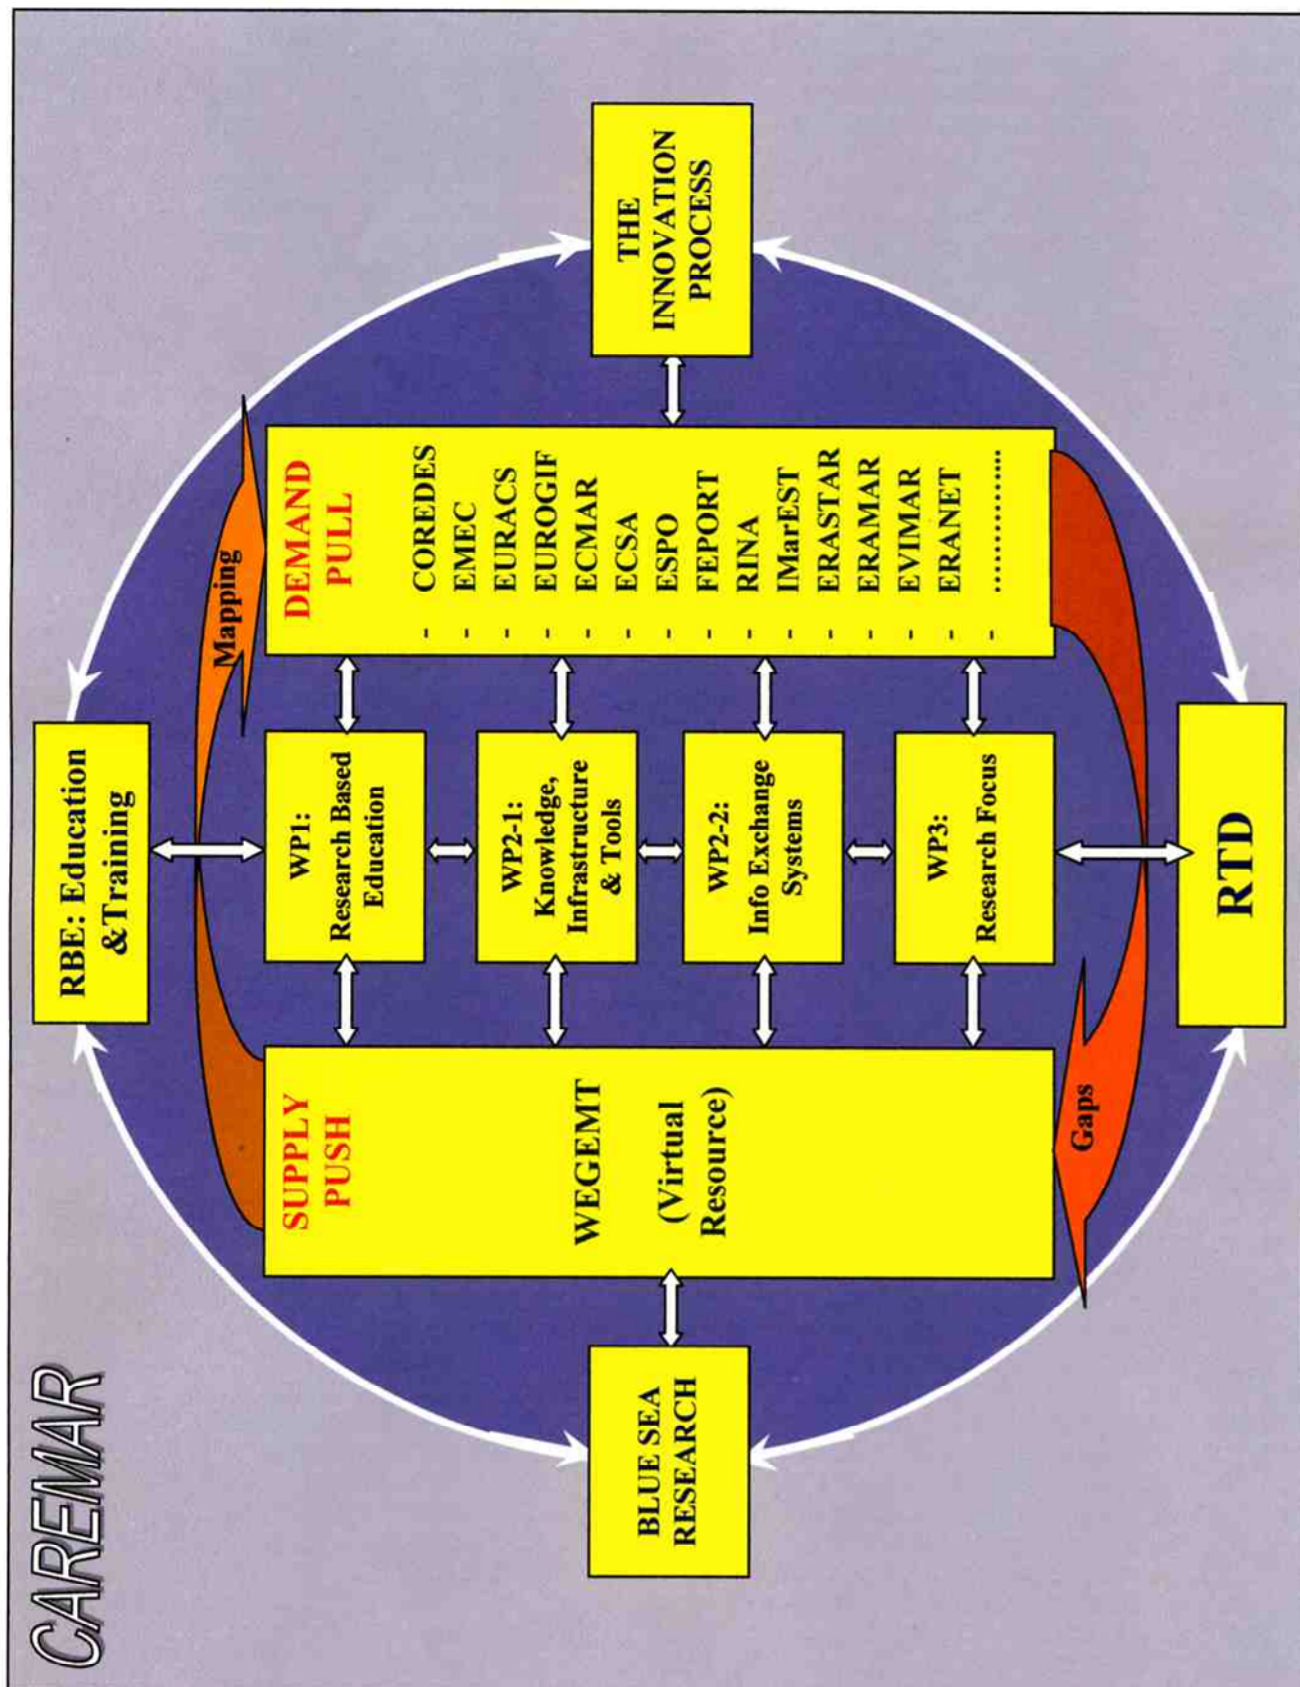 CAREMAR
RBE: Education
&Training
Mapping
SUPPLY
PUSH
WEGEMT
(Virtual
Resource)
WP1:
Research Based
Education
WP2-1:
Knowledge,
Infrastructure
& Tools
WP2-2:
Info Exchange
Systems
WP3:
Research Focus
DEMAND
PULL
- COREDES
- EMEC
- EURACS
- EUROGIF
- ECMAR
- ECSA
- ESPO
- FEPORT
- RINA
- IMarEST
- ERASTAR
- ERAMAR
- EVIMAR
- ERANET
- ................
BLUE SEA
RESEARCH
THE
INNOVATION
PROCESS
Gaps
RTD